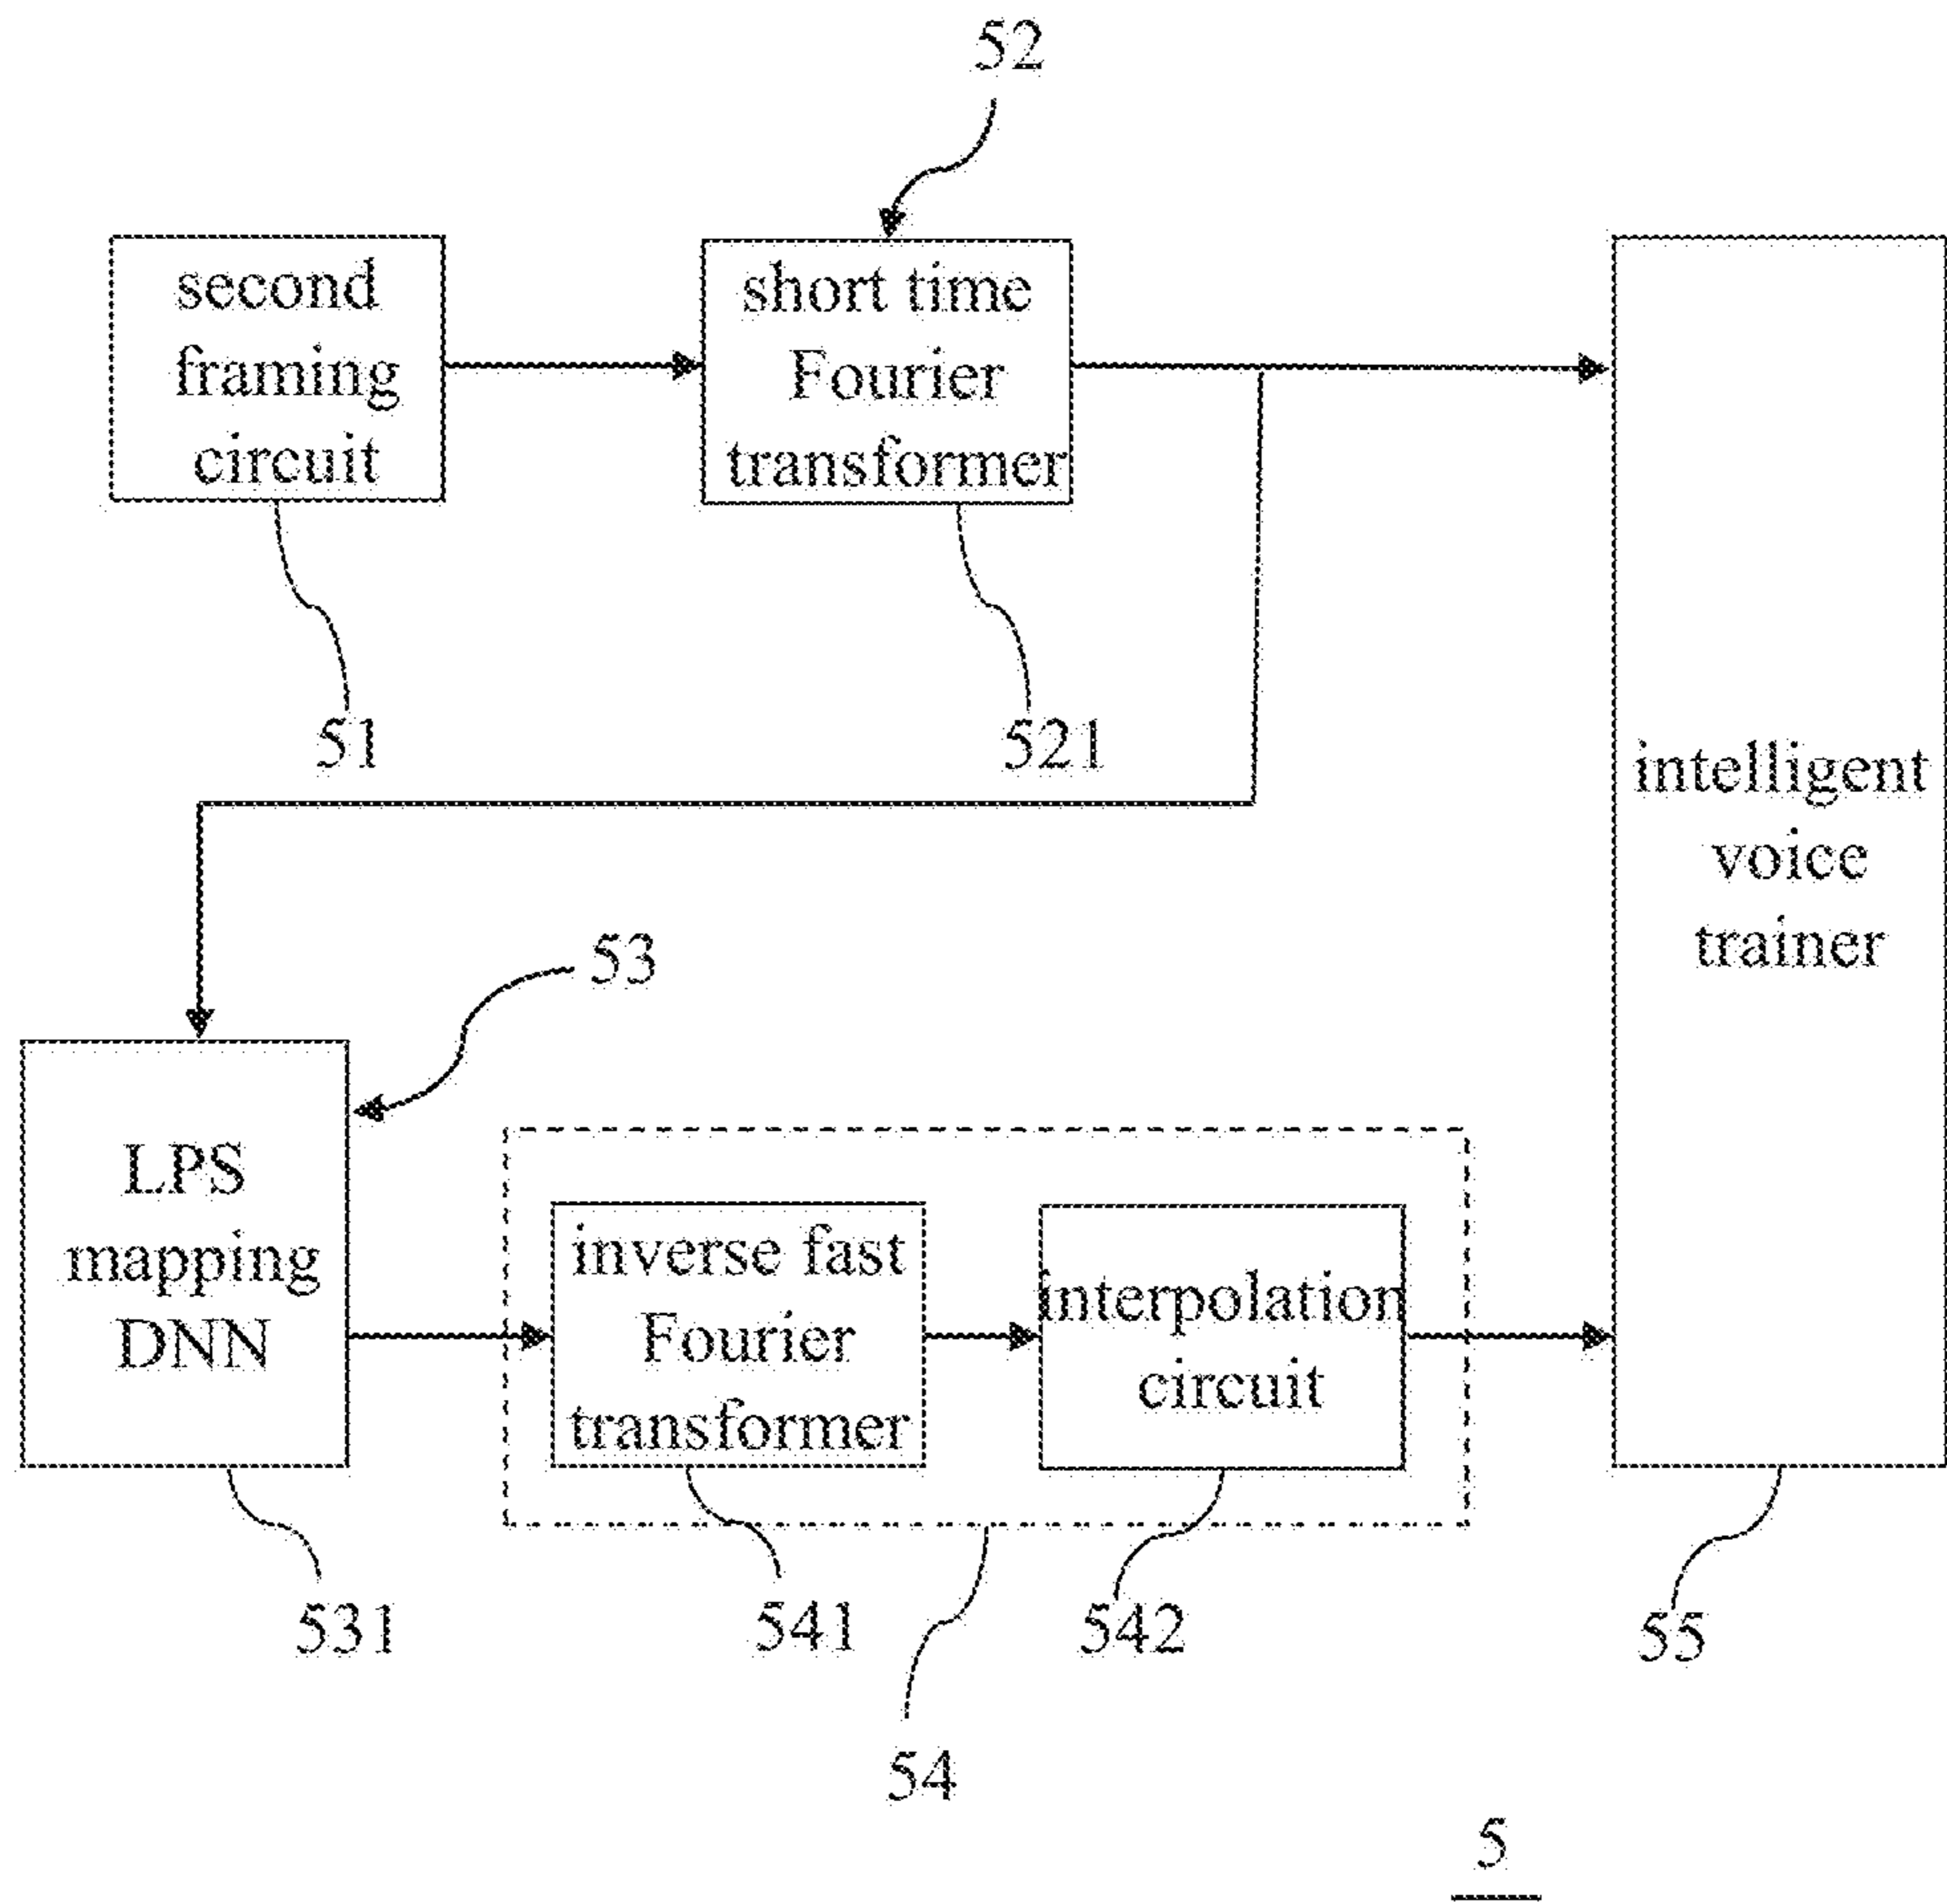 52
second
framing
circuit
short time
Fourier
transformer
51
521
intelligent
voice
trainer
53
LPS
mapping
DNN
inverse fast
Fourier
transformer
interpolation
circuit
531
541
542
55
54
5